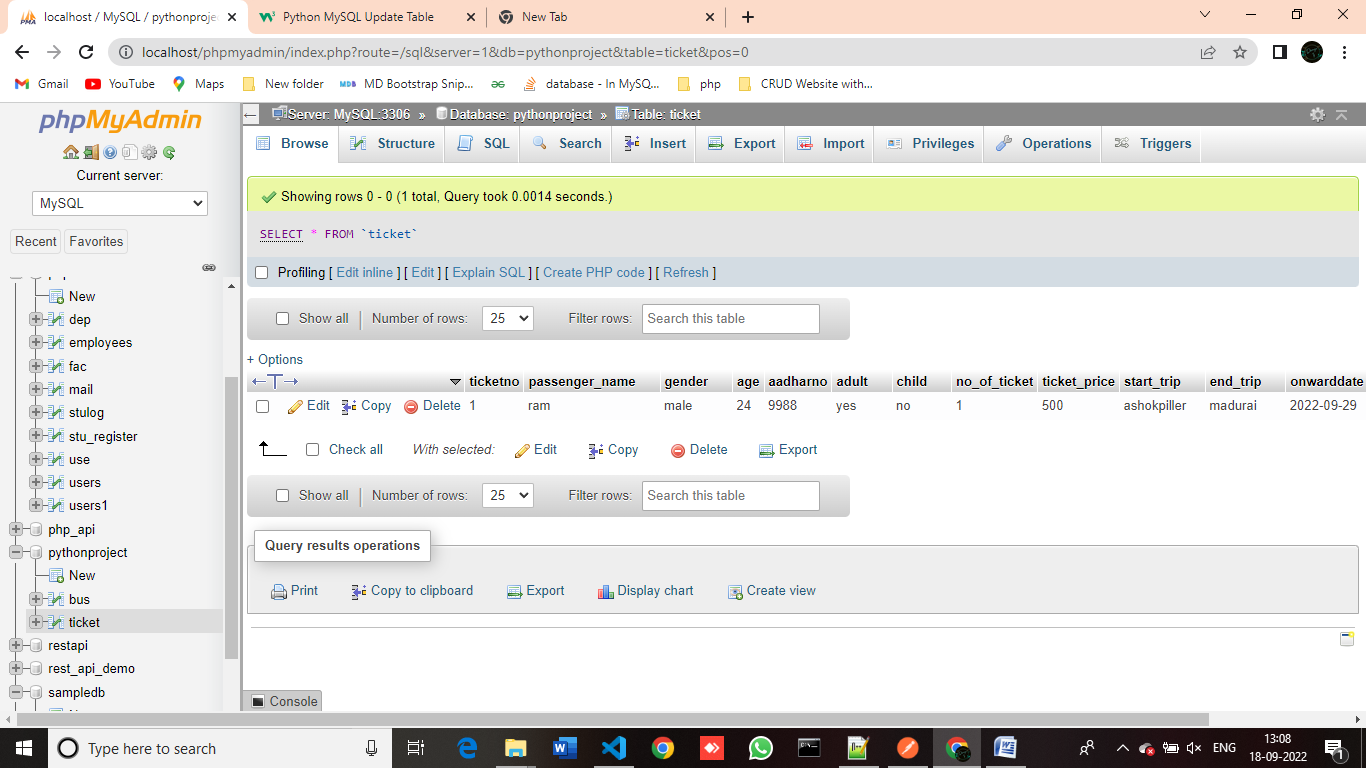 localhost / MySQL / pythonproje
Python MySQL Update Table
New Tab
localhost/phpmyadmin/index.php?route=/sql&server=1&db=pythonproject&table=ticket&pos=0
Gmail YouTube Maps New folder MD Bootstrap Snip... database - In MySQ... php CRUD Website with...
phpMyAdmin
Current server:
MySQL
Recent Favorites
New
dep
employees
fac
mail
stulog
stu_register
use
users
users1
php_api
pythonproject
New
bus
ticket
restapi
rest_api_demo
sampledb
Server: MySQL:3306 » Database: pythonproject » Table: ticket
Browse Structure SQL Search Insert Export Import Privileges Operations Triggers
Showing rows 0 - 0 (1 total, Query took 0.0014 seconds.)
SELECT * FROM `ticket`
Profiling [ Edit inline ] [ Edit ] [ Explain SQL ] [ Create PHP code ] [ Refresh ]
Show all Number of rows: 25 Filter rows: Search this table
+ Options
ticketno passenger_name gender age aadharno adult child no_of_ticket ticket_price start_trip end_trip onwarddate
Edit Copy Delete 1 ram male 24 9988 yes no 1 500 ashokpiller madurai 2022-09-29
Check all With selected: Edit Copy Delete Export
Show all Number of rows: 25 Filter rows: Search this table
Query results operations
Print Copy to clipboard Export Display chart Create view
Console
Type here to search
ENG
13:08
18-09-2022
1